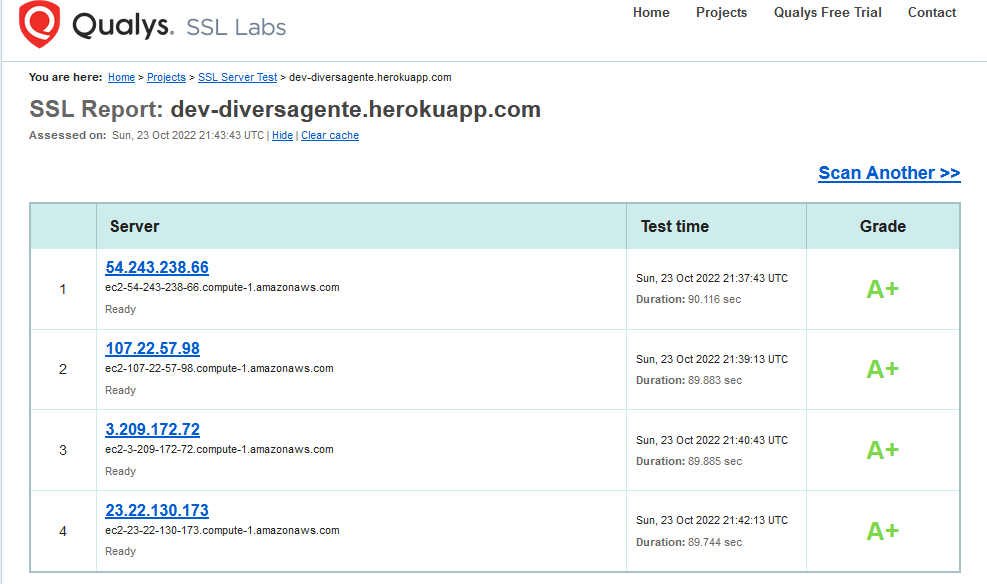 Qualys. SSL Labs
Home Projects Qualys Free Trial Contact
You are here: Home > Projects > SSL Server Test > dev-diversagente.herokuapp.com
SSL Report: dev-diversagente.herokuapp.com
Assessed on: Sun, 23 Oct 2022 21:43:43 UTC | Hide | Clear cache
Scan Another >>
Server Test time Grade
1
54.243.238.66
ec2-54-243-238-66.compute-1.amazonaws.com
Ready
Sun, 23 Oct 2022 21:37:43 UTC
Duration: 90.116 sec
A+
2
107.22.57.98
ec2-107-22-57-98.compute-1.amazonaws.com
Ready
Sun, 23 Oct 2022 21:39:13 UTC
Duration: 89.883 sec
A+
3
3.209.172.72
ec2-3-209-172-72.compute-1.amazonaws.com
Ready
Sun, 23 Oct 2022 21:40:43 UTC
Duration: 89.885 sec
A+
4
23.22.130.173
ec2-23-22-130-173.compute-1.amazonaws.com
Ready
Sun, 23 Oct 2022 21:42:13 UTC
Duration: 89.744 sec
A+